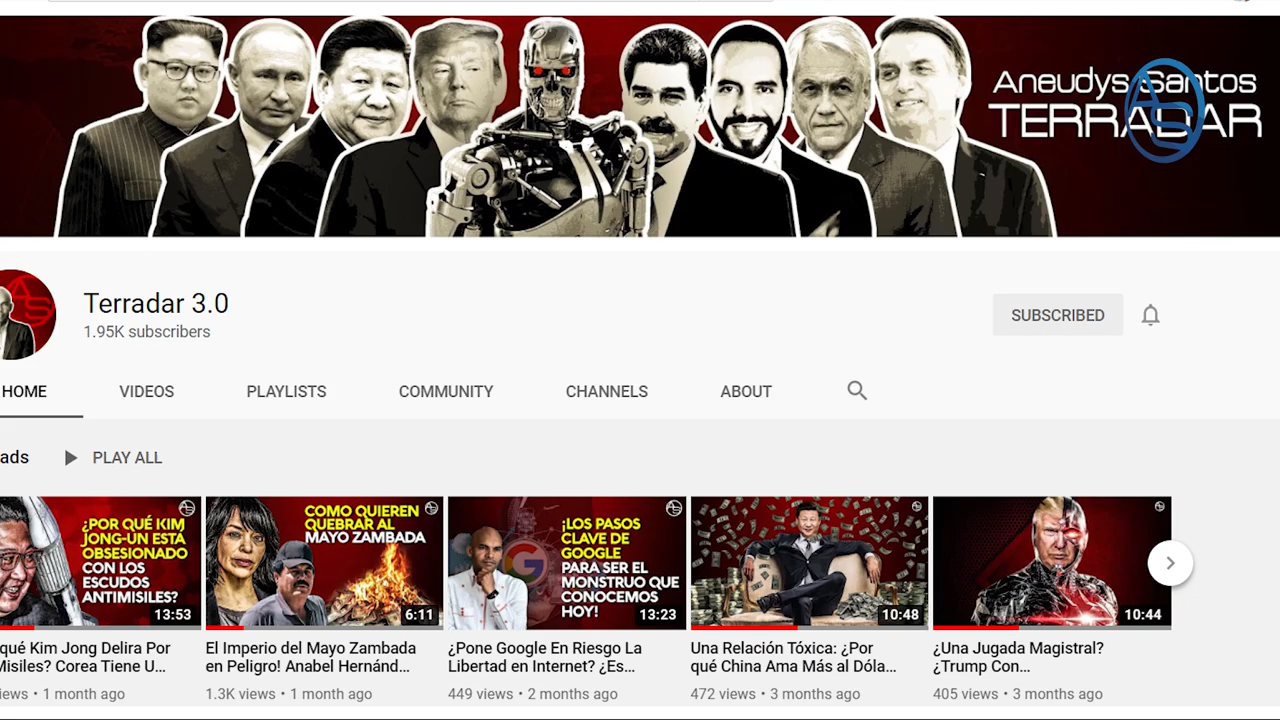 Aneudys Santos
TERRADAR
Terradar 3.0
1.95K subscribers
SUBSCRIBED
HOME
VIDEOS
PLAYLISTS
COMMUNITY
CHANNELS
ABOUT
ads
PLAY ALL
¿POR QUÉ KIM
JONG-UN ESTÁ
OBSESIONADO
CON LOS
ESCUDOS
ANTIMISILES?
13:53
COMO QUIEREN
QUEBRAR AL
MAYO ZAMBADA
6:11
¡LOS PASOS
CLAVE DE
GOOGLE
PARA SER EL
MONSTRUO QUE
CONOCEMOS
HOY!
13:23
10:48
10:44
qué Kim Jong Delira Por
Misiles? Corea Tiene U...
iews • 1 month ago
El Imperio del Mayo Zambada
en Peligro! Anabel Hernánd...
1.3K views • 1 month ago
¿Pone Google En Riesgo La
Libertad en Internet? ¿Es...
449 views • 2 months ago
Una Relación Tóxica: ¿Por
qué China Ama Más al Dóla...
472 views • 3 months ago
¿Una Jugada Magistral?
¿Trump Con...
405 views • 3 months ago